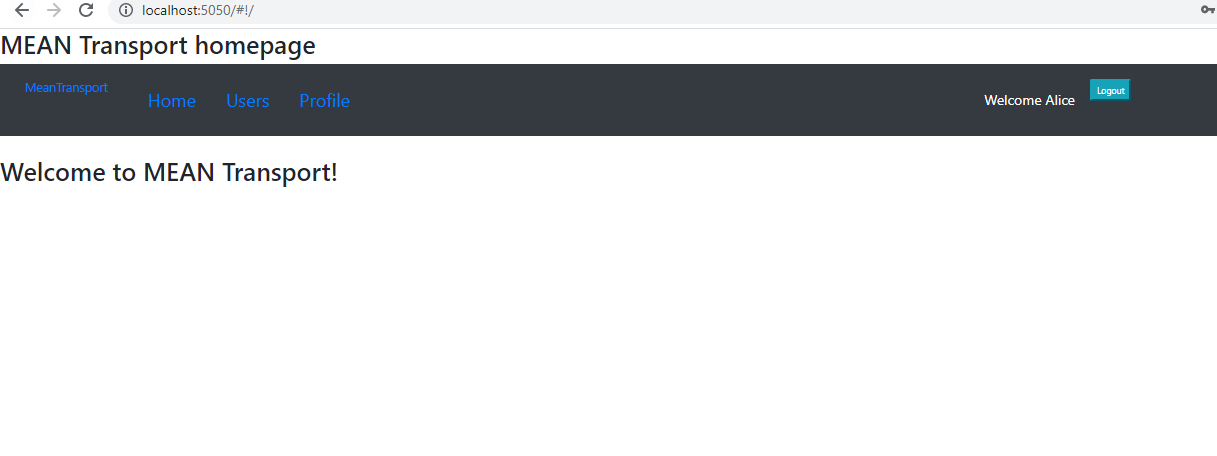 localhost:5050/#!/
MEAN Transport homepage
MeanTransport Home Users Profile Welcome Alice Logout
Welcome to MEAN Transport!